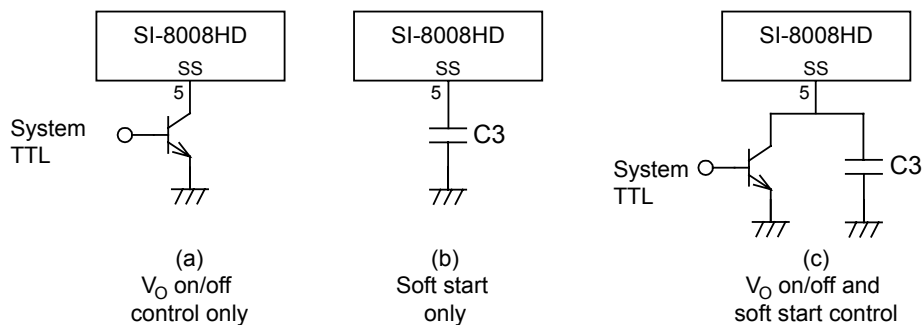 SI-8008HD
SS
5
System
TTL
(a)
VO on/off
control only
SI-8008HD
SS
5
C3
(b)
Soft start
only
SI-8008HD
SS
5
System
TTL
C3
(c)
VO on/off and
soft start control